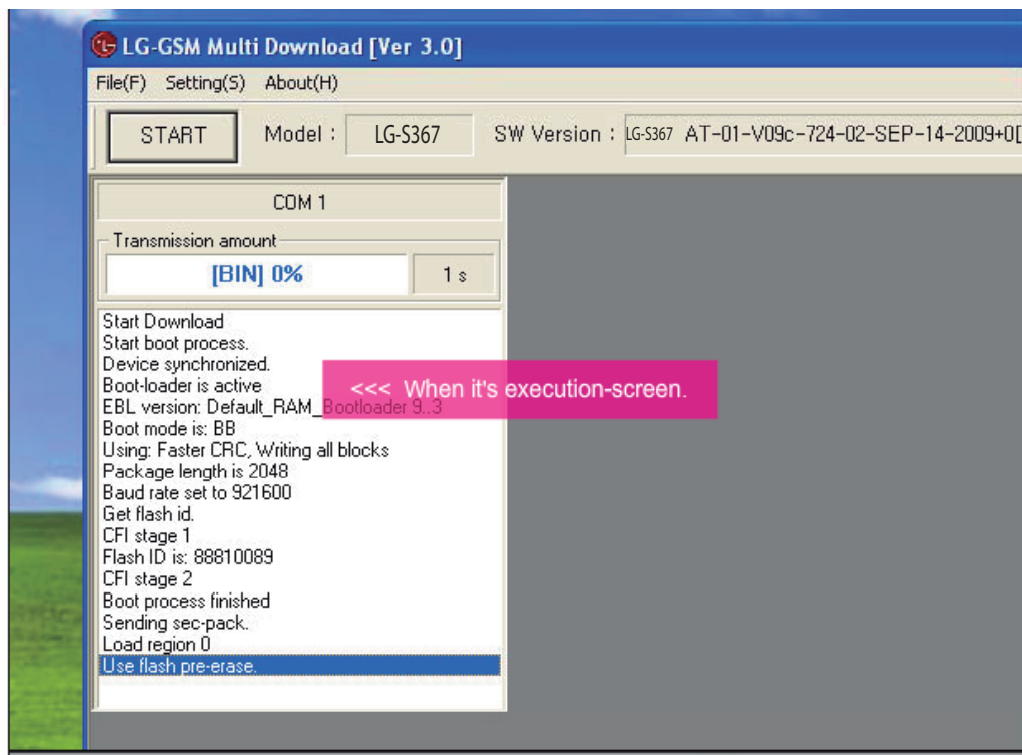 LG-GSM Multi Download [Ver 3.0]
File(F) Setting(S) About(H)
START Model : LG-S367 SW Version : LG-S367 AT-01-V09c-724-02-SEP-14-2009+0[
COM 1
Transmission amount
[BIN] 0% 1 s
Start Download
Start boot process.
Device synchronized.
Boot-loader is active
<<< When it's execution-screen.
EBL version: Default_RAM_Bootloader 9..3
Boot mode is: BB
Using: Faster CRC, Writing all blocks
Package length is 2048
Baud rate set to 921600
Get flash id.
CFI stage 1
Flash ID is: 88810089
CFI stage 2
Boot process finished
Sending sec-pack.
Load region 0
Use flash pre-erase.